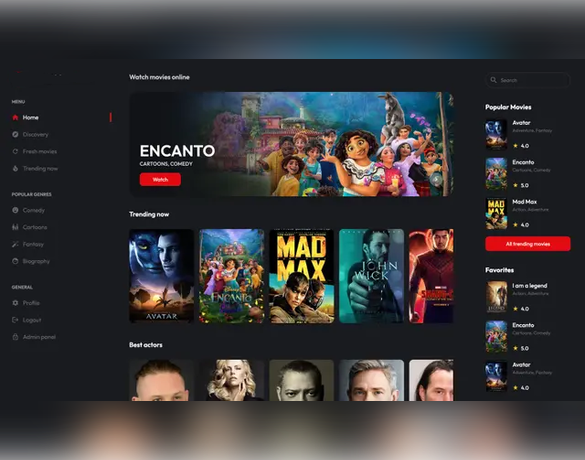 Watch movies online
Search
MENU
Home
Discovery
Fresh movies
Trending now
POPULAR GENRES
Comedy
Cartoons
Fantasy
Biography
GENERAL
Profile
Logout
Admin panel
ENCANTO
CARTOONS, COMEDY
Watch
Trending now
AVATAR
ENCANTO
MAD
MAX
JOHN
WICK
Best actors
Popular Movies
Avatar
Adventure, Fantasy
4.0
Encanto
Cartoons, Comedy
5.0
MAD
MAX
Mad Max
Action, Adventure
4.0
All trending movies
Favorites
I am a legend
Action, Adventure
4.0
Encanto
Cartoons, Comedy
5.0
Avatar
Adventure, Fantasy
4.0